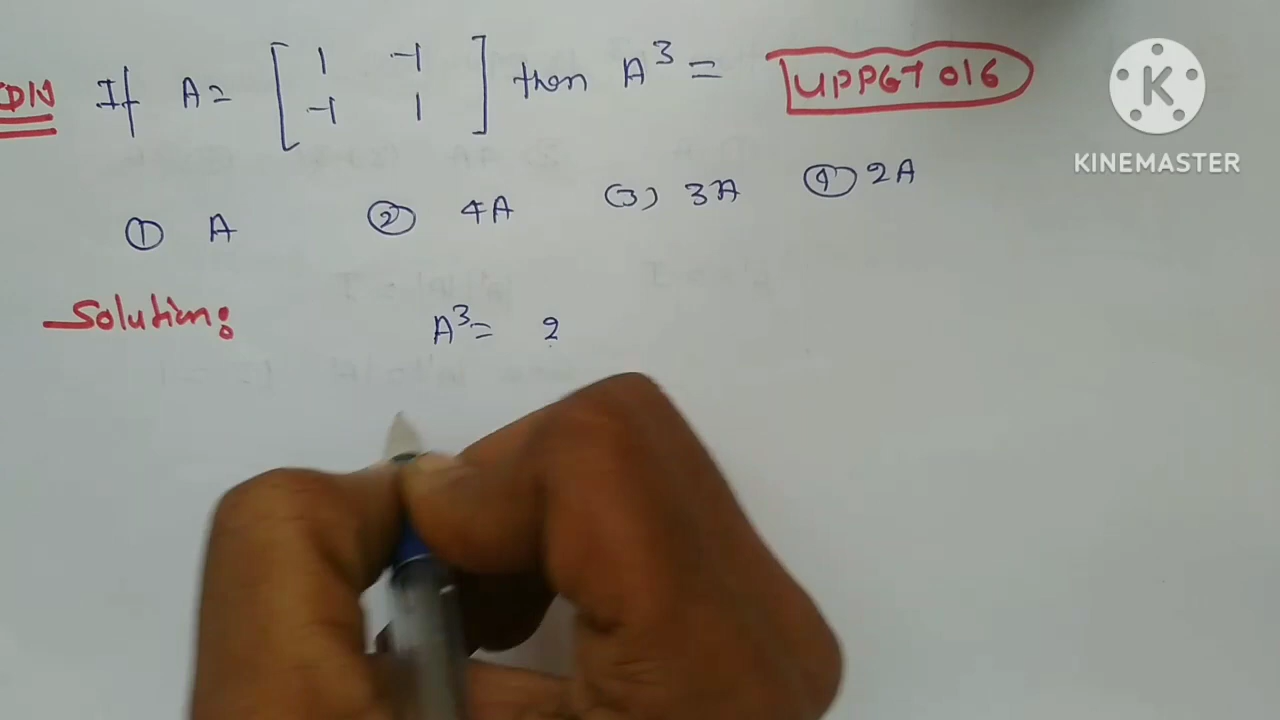 QDN If A= [ 1 -1 ] then A³ = UPPGT 016
-1 1
K
KINEMASTER
① A ② 4A (3) 3A ④ 2A
Solution: A³= ?